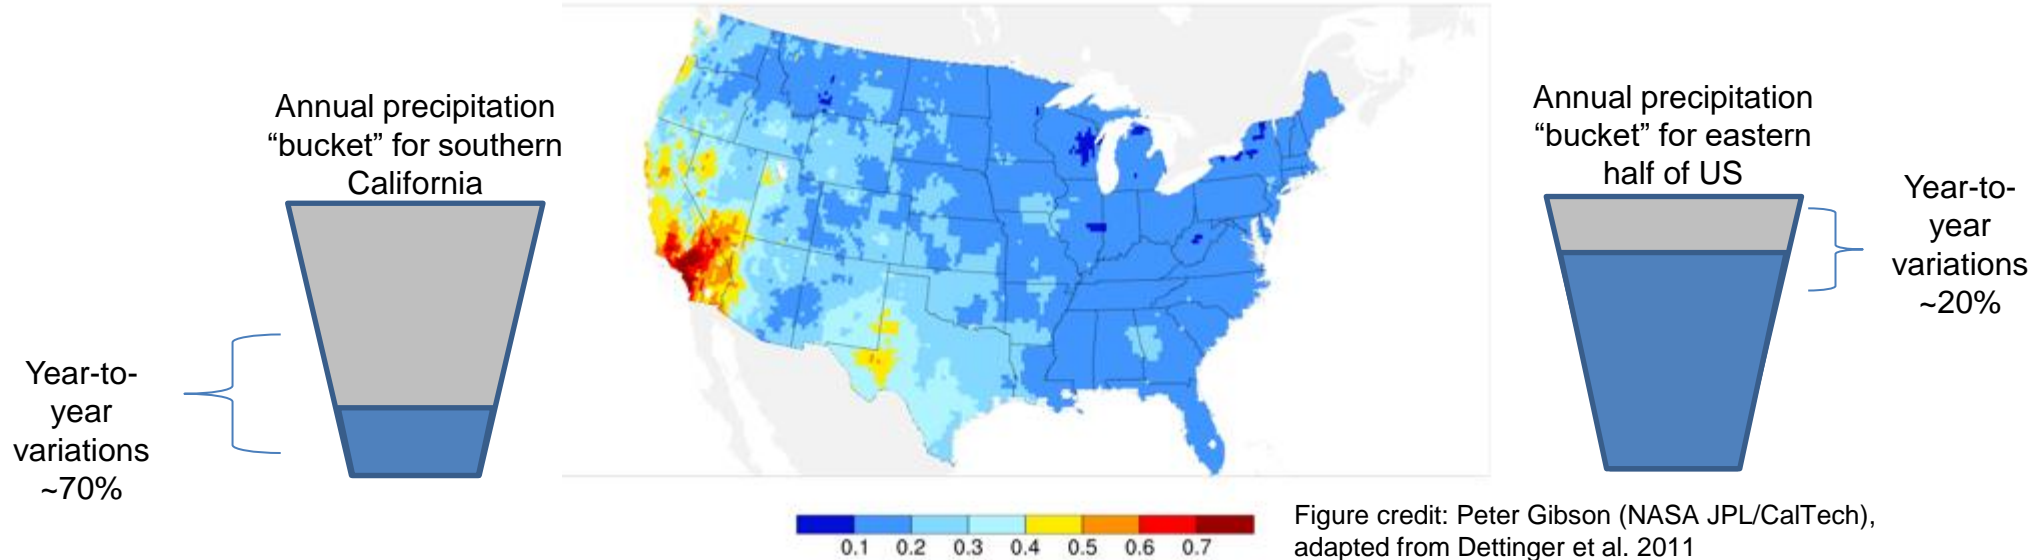 Annual precipitation
“bucket” for southern
California
Year-to-
year
variations
~70%
Annual precipitation
“bucket” for eastern
half of US
Year-to-
year
variations
~20%
0.1 0.2 0.3 0.4 0.5 0.6 0.7
Figure credit: Peter Gibson (NASA JPL/CalTech),
adapted from Dettinger et al. 2011